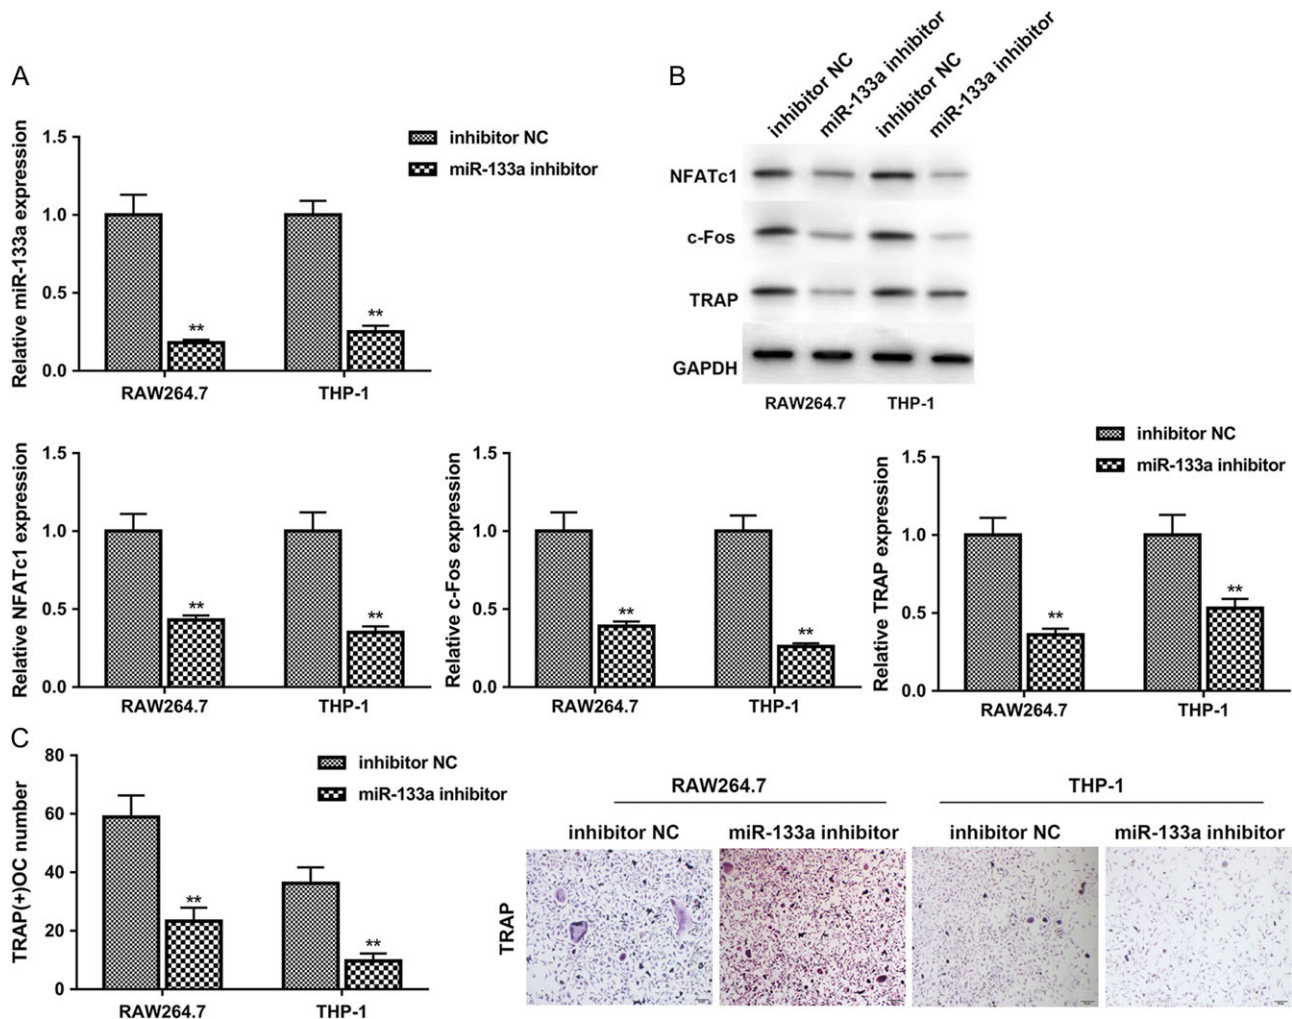 A
Relative miR-133a expression
1.5
1.0
0.5
0.0
inhibitor NC
miR-133a inhibitor
**
**
RAW264.7
THP-1
B
inhibitor NC
miR-133a inhibitor
inhibitor NC
miR-133a inhibitor
NFATc1
c-Fos
TRAP
GAPDH
RAW264.7
THP-1
Relative NFATc1 expression
1.5
1.0
0.5
0.0
**
**
RAW264.7
THP-1
Relative c-Fos expression
1.5
1.0
0.5
0.0
**
**
RAW264.7
THP-1
inhibitor NC
miR-133a inhibitor
Relative TRAP expression
1.5
1.0
0.5
0.0
**
**
RAW264.7
THP-1
C
TRAP(+)OC number
80
60
40
20
0
inhibitor NC
miR-133a inhibitor
**
**
RAW264.7
THP-1
RAW264.7
THP-1
inhibitor NC
miR-133a inhibitor
inhibitor NC
miR-133a inhibitor
TRAP